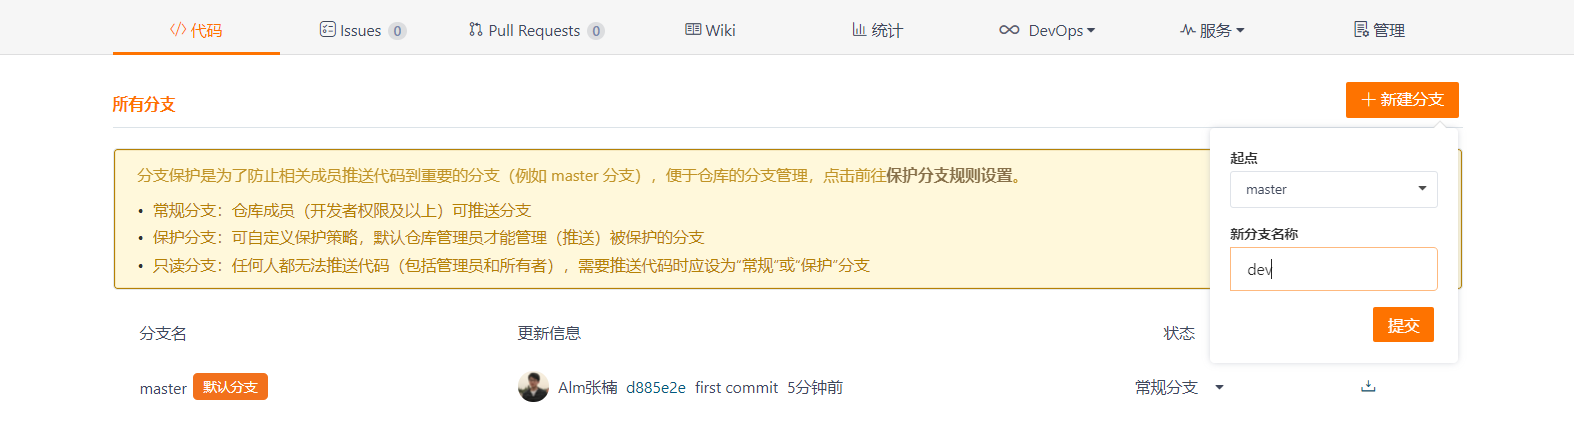 代码 Issues 0 Pull Requests 0 Wiki 统计 DevOps 服务 管理
所有分支
新建分支
分支保护是为了防止相关成员推送代码到重要的分支（例如 master 分支），便于仓库的分支管理，点击前往保护分支规则设置。
• 常规分支：仓库成员（开发者权限及以上）可推送分支
• 保护分支：可自定义保护策略，默认仓库管理员才能管理（推送）被保护的分支
• 只读分支：任何人都无法推送代码（包括管理员和所有者），需要推送代码时应设为“常规”或“保护”分支
起点
master
新分支名称
dev
提交
分支名 更新信息 状态
master 默认分支 Alm张楠 d885e2e first commit 5分钟前 常规分支